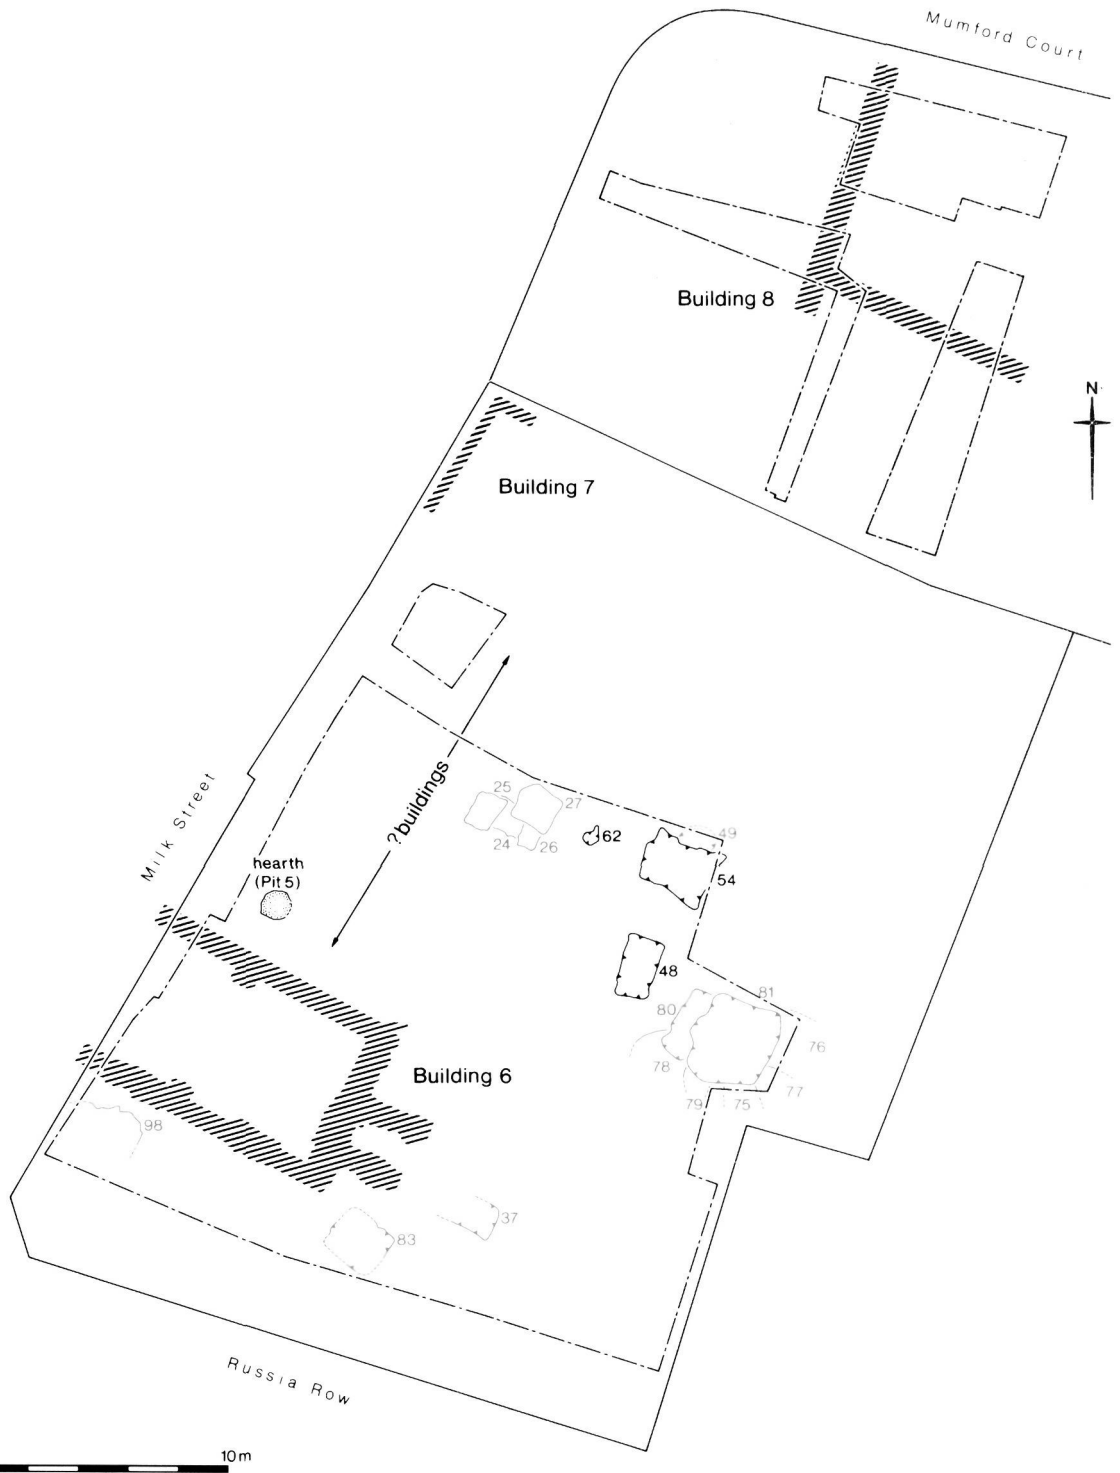 Mumford Court
Building 8
N
Building 7
Milk Street
?buildings
25
27
24
26
62
49
54
hearth
(Pit 5)
48
81
80
76
78
77
79
75
Building 6
98
37
83
Russia Row
10m